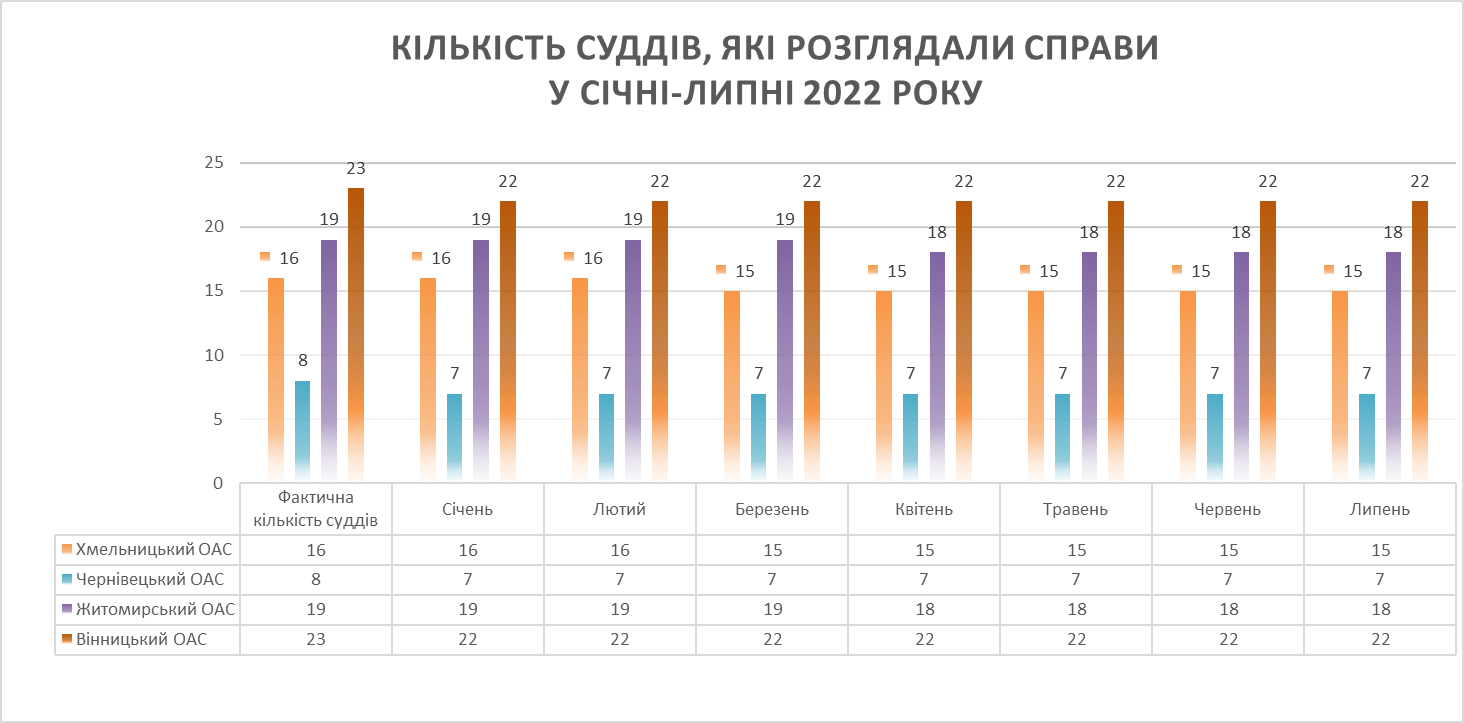 КІЛЬКІСТЬ СУДДІВ, ЯКІ РОЗГЛЯДАЛИ СПРАВИ
У СІЧНІ-ЛИПНІ 2022 РОКУ
25
20
15
10
5
0
16 8 19 23
16 7 19 22
16 7 19 22
15 7 19 22
15 7 18 22
15 7 18 22
15 7 18 22
15 7 18 22
Фактична
кількість суддів
Січень
Лютий
Березень
Квітень
Травень
Червень
Липень
Хмельницький ОАС 16 16 16 15 15 15 15 15
Чернівецький ОАС 8 7 7 7 7 7 7 7
Житомирський ОАС 19 19 19 19 18 18 18 18
Вінницький ОАС 23 22 22 22 22 22 22 22